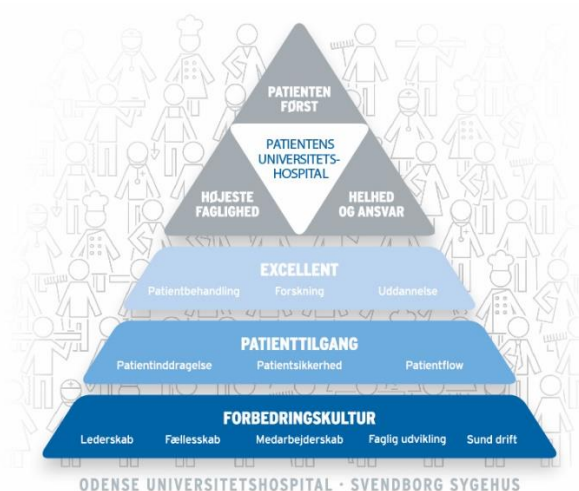 PATIENTEN
FØRST
PATIENTENS
UNIVERSITETS-
HOSPITAL
HØJESTE
FAGLIGHED
HELHED
OG ANSVAR
EXCELLENT
Patientbehandling Forskning Uddannelse
PATIENTTILGANG
Patientinddragelse Patientsikkerhed Patientflow
FORBEDRINGSKULTUR
Lederskab Fællesskab Medarbejderskab Faglig udvikling Sund drift
ODENSE UNIVERSITETSHOSPITAL · SVENDBORG SYGEHUS